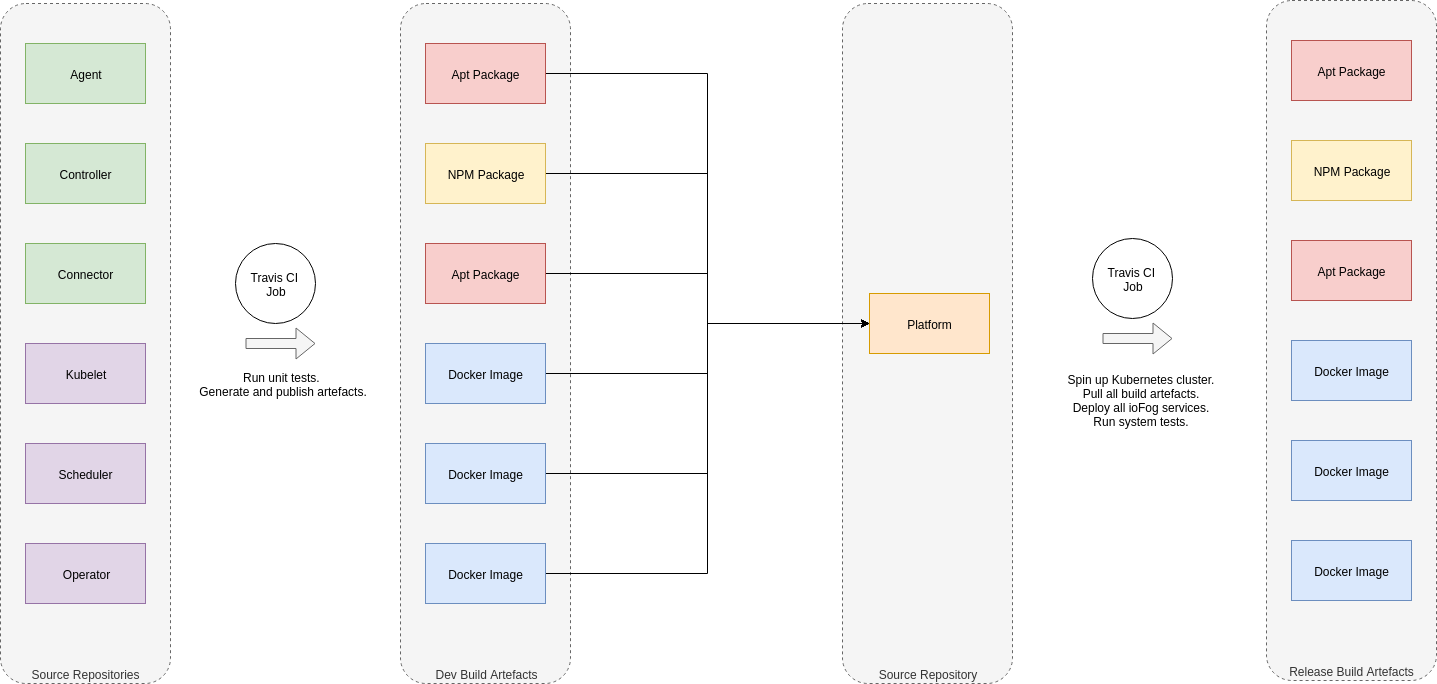 Agent
Controller
Connector
Kubelet
Scheduler
Operator
Source Repositories
Travis CI
Job
Run unit tests.
Generate and publish artefacts.
Apt Package
NPM Package
Apt Package
Docker Image
Docker Image
Docker Image
Dev Build Artefacts
Platform
Source Repository
Travis CI
Job
Spin up Kubernetes cluster.
Pull all build artefacts.
Deploy all ioFog services.
Run system tests.
Apt Package
NPM Package
Apt Package
Docker Image
Docker Image
Docker Image
Release Build Artefacts